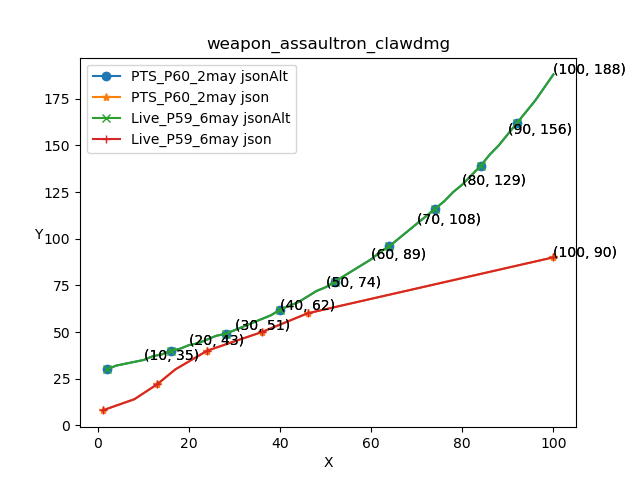 weapon_assaultron_clawdmg
PTS_P60_2may jsonAlt
PTS_P60_2may json
Live_P59_6may jsonAlt
Live_P59_6may json
(100, 188)
(90, 156)
(80, 129)
(70, 108)
(60, 89)
(100, 90)
(50, 74)
(40, 62)
(30, 51)
(20, 43)
(10, 35)
175
150
125
100
75
50
25
0
Y
0 20 40 60 80 100
X